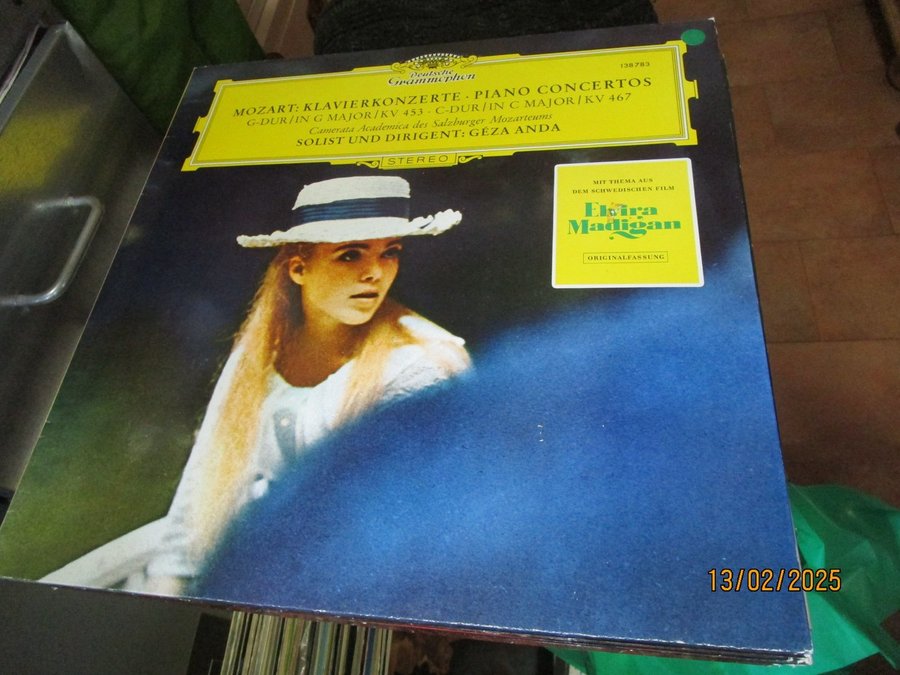 Deutsche
Grammophon
138783
MOZART: KLAVIERKONZERTE · PIANO CONCERTOS
G-DUR/IN G MAJOR/KV 453 · C-DUR/IN C MAJOR/KV 467
Camerata Academica des Salzburger Mozarteums
SOLIST UND DIRIGENT: GÉZA ANDA
STEREO
MIT THEMA AUS
DEM SCHWEDISCHEN FILM
Elvira
Madigan
ORIGINALFASSUNG
13/02/2025